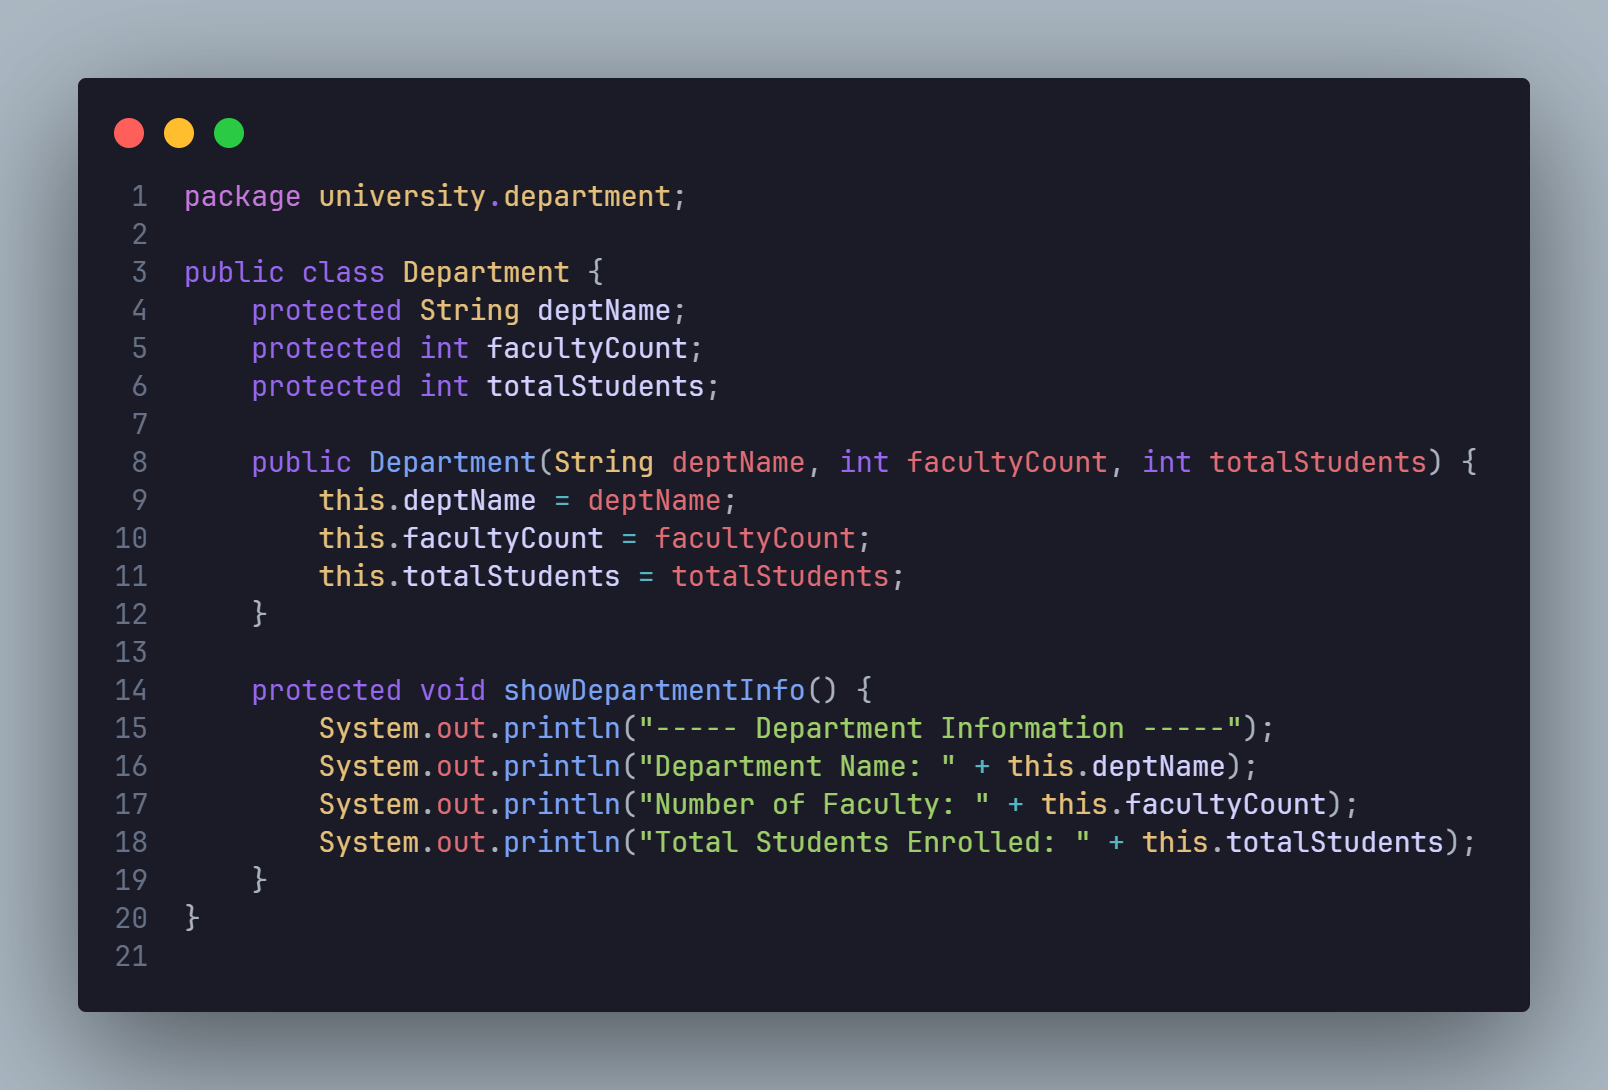 1 package university.department;
2
3 public class Department {
4     protected String deptName;
5     protected int facultyCount;
6     protected int totalStudents;
7
8     public Department(String deptName, int facultyCount, int totalStudents) {
9         this.deptName = deptName;
10         this.facultyCount = facultyCount;
11         this.totalStudents = totalStudents;
12     }
13
14     protected void showDepartmentInfo() {
15         System.out.println("----- Department Information -----");
16         System.out.println("Department Name: " + this.deptName);
17         System.out.println("Number of Faculty: " + this.facultyCount);
18         System.out.println("Total Students Enrolled: " + this.totalStudents);
19     }
20 }
21